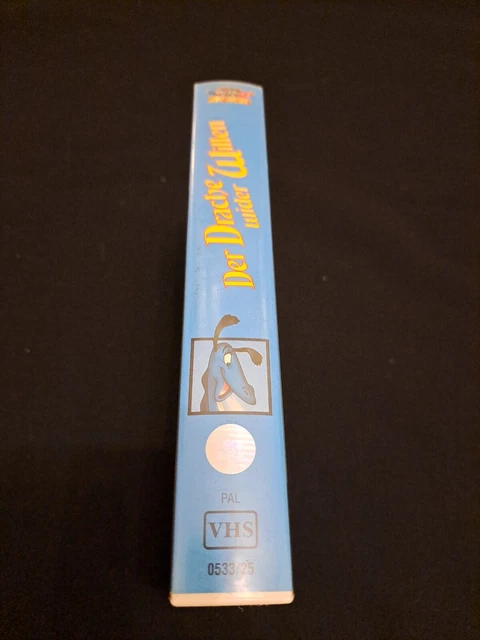 Der Drache
wider Willen
PAL
VHS
0533/25